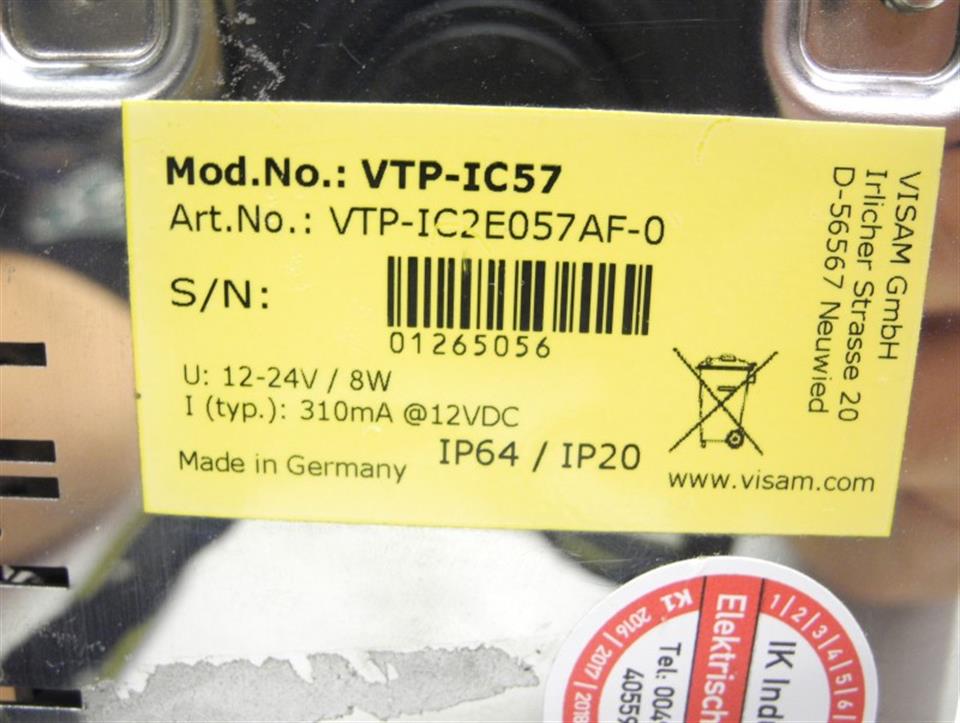 Mod.No.: VTP-IC57
Art.No.: VTP-IC2E057AF-0
S/N:
01265056
U: 12-24V / 8W
I (typ.): 310mA @12VDC
IP64 / IP20
Made in Germany
www.visam.com
VISAM GmbH
Irlicher Strasse 20
D-56567 Neuwied
K1
2016 | 2017 | 2018
Elektrisch
1 | 2 | 3 | 4 | 5 | 6
IK Ind
Tel: 004
40559